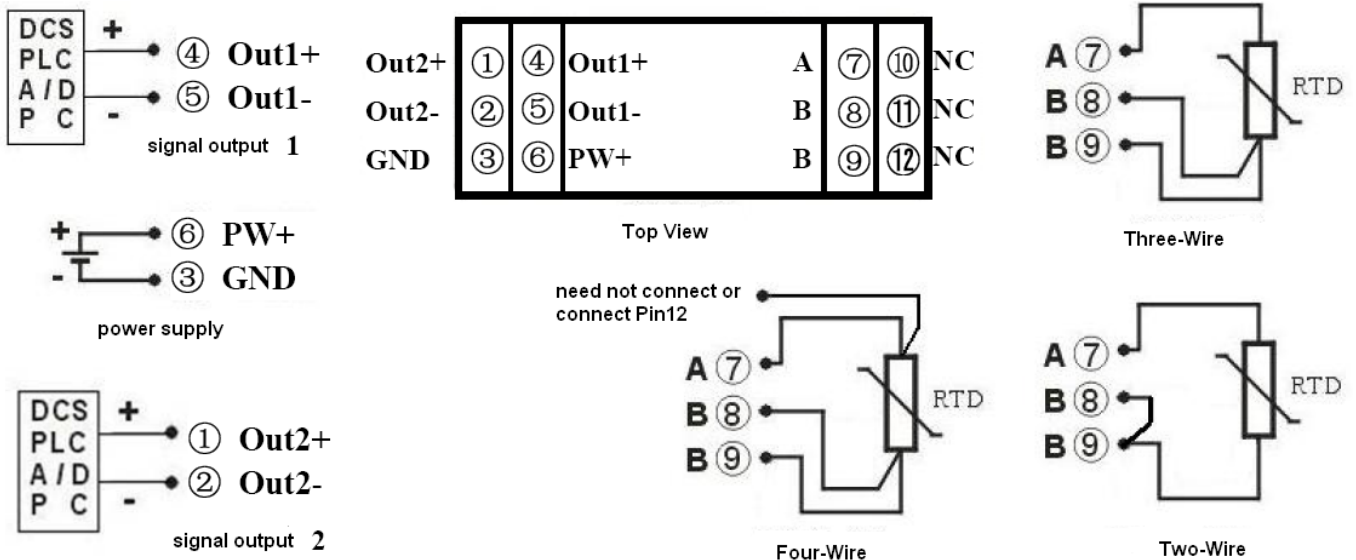 DCS +
PLC
A/D
P C -
④ Out1+
⑤ Out1-
signal output 1
Out2+ ① ④ Out1+ A ⑦ ⑩ NC
Out2- ② ⑤ Out1- B ⑧ ⑪ NC
GND ③ ⑥ PW+ B ⑨ ⑫ NC
Top View
A ⑦
B ⑧
B ⑨
RTD
Three-Wire
+ ⑥ PW+
- ③ GND
power supply
need not connect or
connect Pin12
A ⑦
B ⑧
B ⑨
RTD
Four-Wire
A ⑦
B ⑧
B ⑨
RTD
Two-Wire
DCS +
PLC
A/D
P C -
① Out2+
② Out2-
signal output 2